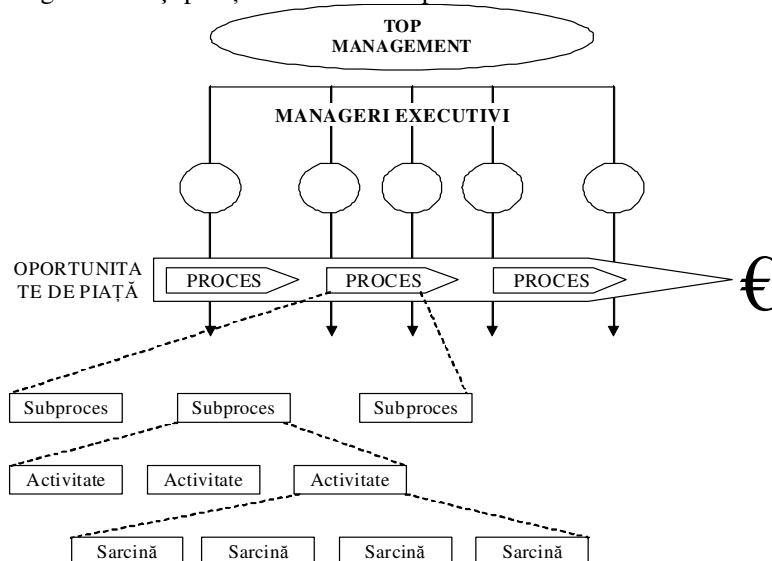 TOP
MANAGEMENT
MANAGERI EXECUTIVI
OPORTUNITA
TE DE PIAȚĂ
PROCES
PROCES
PROCES
€
Subproces
Subproces
Subproces
Activitate
Activitate
Activitate
Sarcină
Sarcină
Sarcină
Sarcină